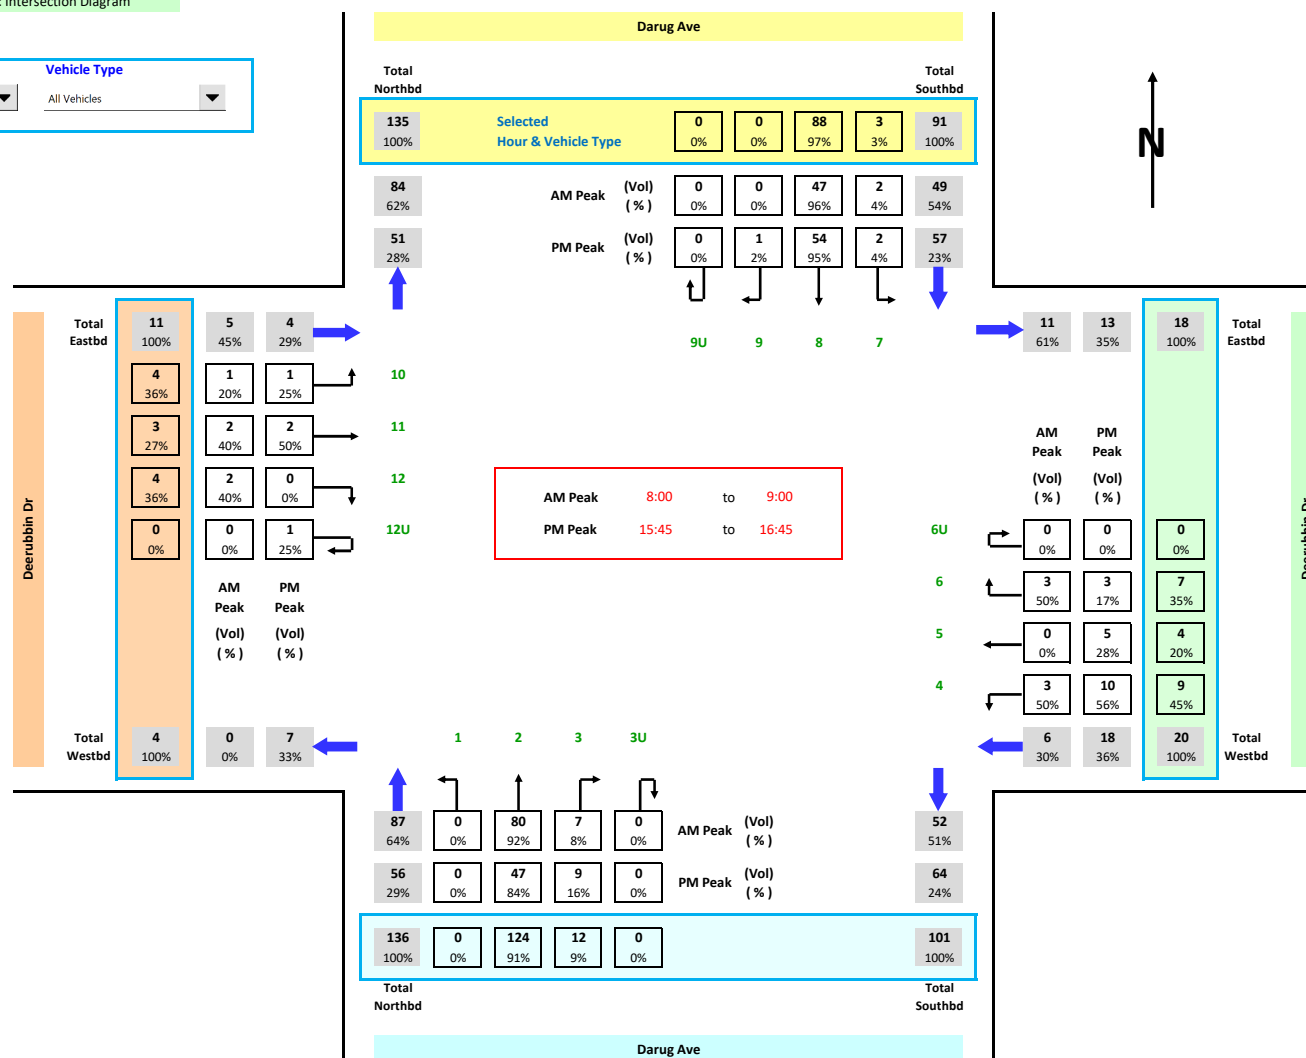 : Intersection Diagram
Vehicle Type
All Vehicles
Darug Ave
Total Northbd
Total Southbd
135 100%
Selected Hour & Vehicle Type
0 0%
0 0%
88 97%
3 3%
91 100%
84 62%
AM Peak (Vol) ( % )
0 0%
0 0%
47 96%
2 4%
49 54%
51 28%
PM Peak (Vol) ( % )
0 0%
1 2%
54 95%
2 4%
57 23%
N
9U 9 8 7
Total Eastbd
11 100%
5 45%
4 29%
4 36%
1 20%
1 25%
10
3 27%
2 40%
2 50%
11
4 36%
2 40%
0 0%
12
0 0%
0 0%
1 25%
12U
AM Peak (Vol) ( % )
PM Peak (Vol) ( % )
Total Westbd
4 100%
0 0%
7 33%
Deerubbin Dr
AM Peak 8:00 to 9:00
PM Peak 15:45 to 16:45
11 61%
13 35%
18 100%
Total Eastbd
AM Peak (Vol) ( % )
PM Peak (Vol) ( % )
6U
0 0%
0 0%
0 0%
6
3 50%
3 17%
7 35%
5
0 0%
5 28%
4 20%
4
3 50%
10 56%
9 45%
6 30%
18 36%
20 100%
Total Westbd
Deerubbin Dr
1 2 3 3U
87 64%
0 0%
80 92%
7 8%
0 0%
AM Peak (Vol) ( % )
52 51%
56 29%
0 0%
47 84%
9 16%
0 0%
PM Peak (Vol) ( % )
64 24%
136 100%
0 0%
124 91%
12 9%
0 0%
101 100%
Total Northbd
Total Southbd
Darug Ave